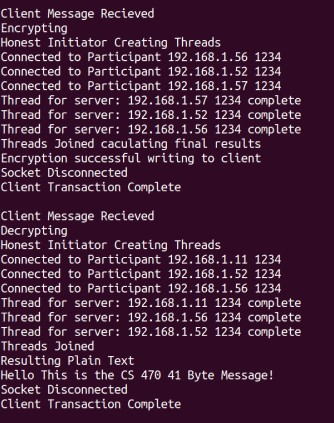 Client Message Recieved
Encrypting
Honest Initiator Creating Threads
Connected to Participant 192.168.1.56 1234
Connected to Participant 192.168.1.52 1234
Connected to Participant 192.168.1.57 1234
Thread for server: 192.168.1.57 1234 complete
Thread for server: 192.168.1.52 1234 complete
Thread for server: 192.168.1.56 1234 complete
Threads Joined caculating final results
Encryption successful writing to client
Socket Disconnected
Client Transaction Complete
Client Message Recieved
Decrypting
Honest Initiator Creating Threads
Connected to Participant 192.168.1.11 1234
Connected to Participant 192.168.1.52 1234
Connected to Participant 192.168.1.56 1234
Thread for server: 192.168.1.11 1234 complete
Thread for server: 192.168.1.56 1234 complete
Thread for server: 192.168.1.52 1234 complete
Threads Joined
Resulting Plain Text
Hello This is the CS 470 41 Byte Message!
Socket Disconnected
Client Transaction Complete